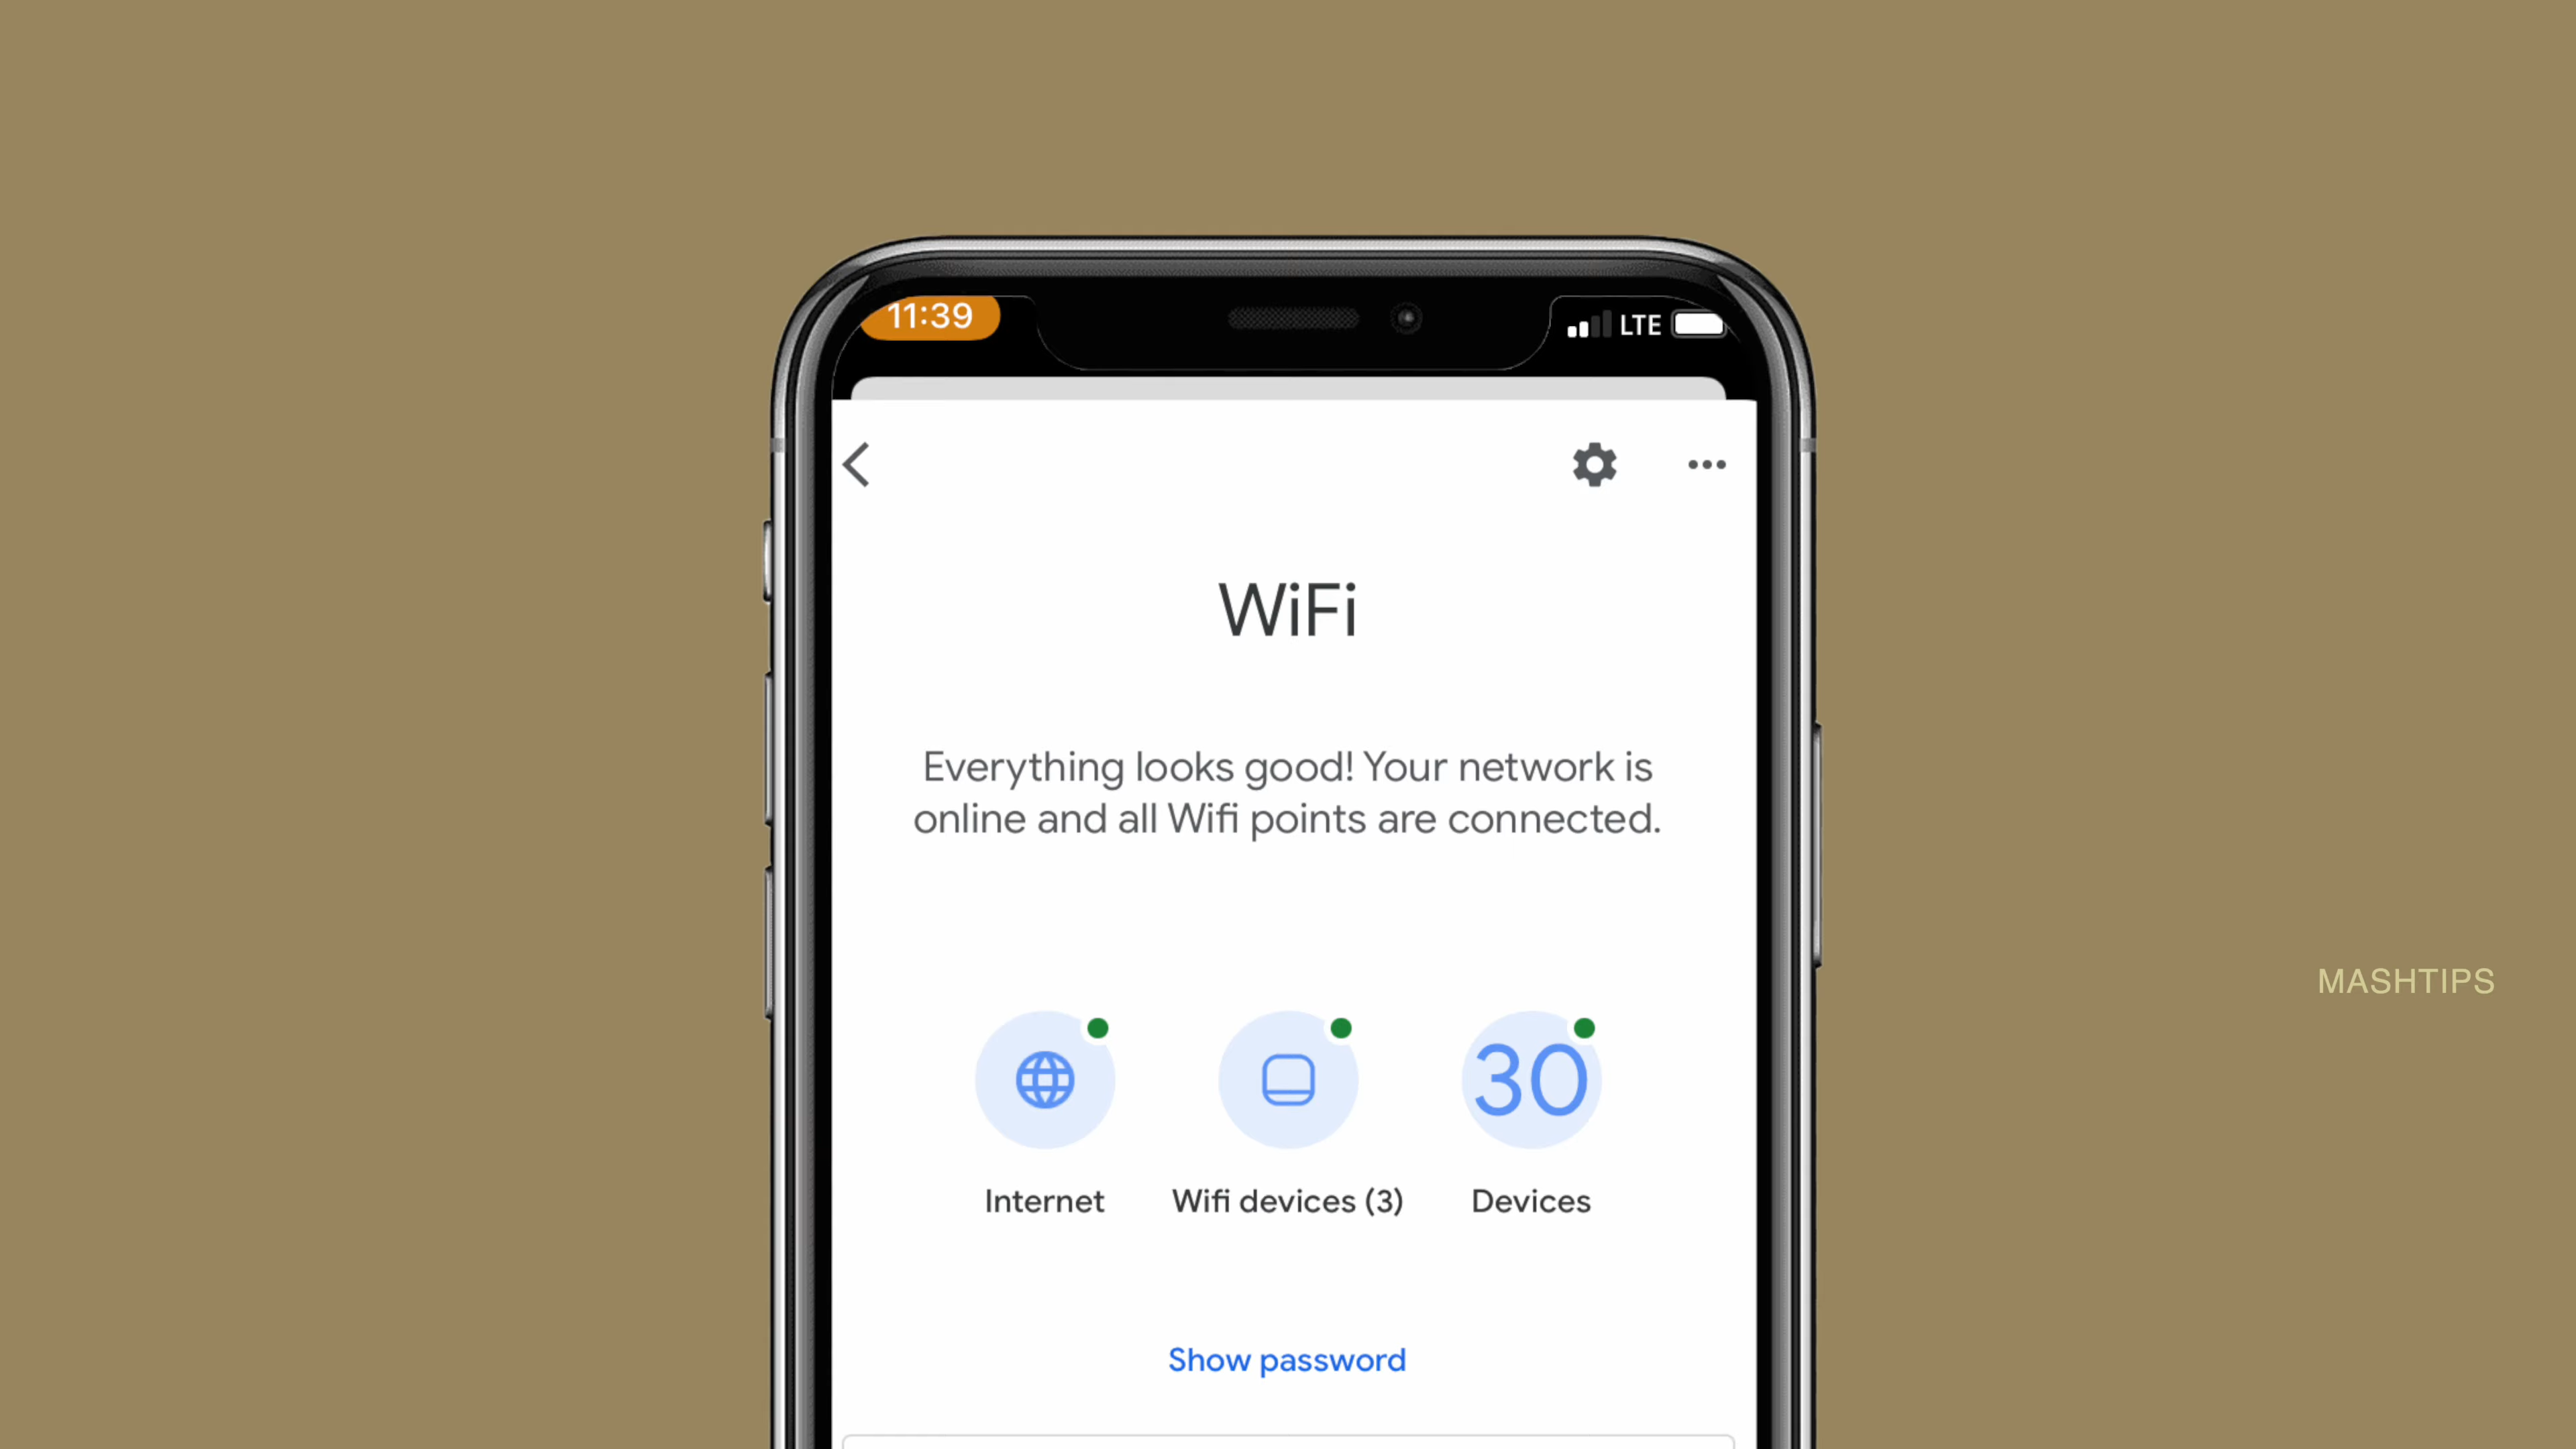 11:39
LTE
WiFi
Everything looks good! Your network is
online and all Wifi points are connected.
30
Internet
Wifi devices (3)
Devices
Show password
MASHTIPS